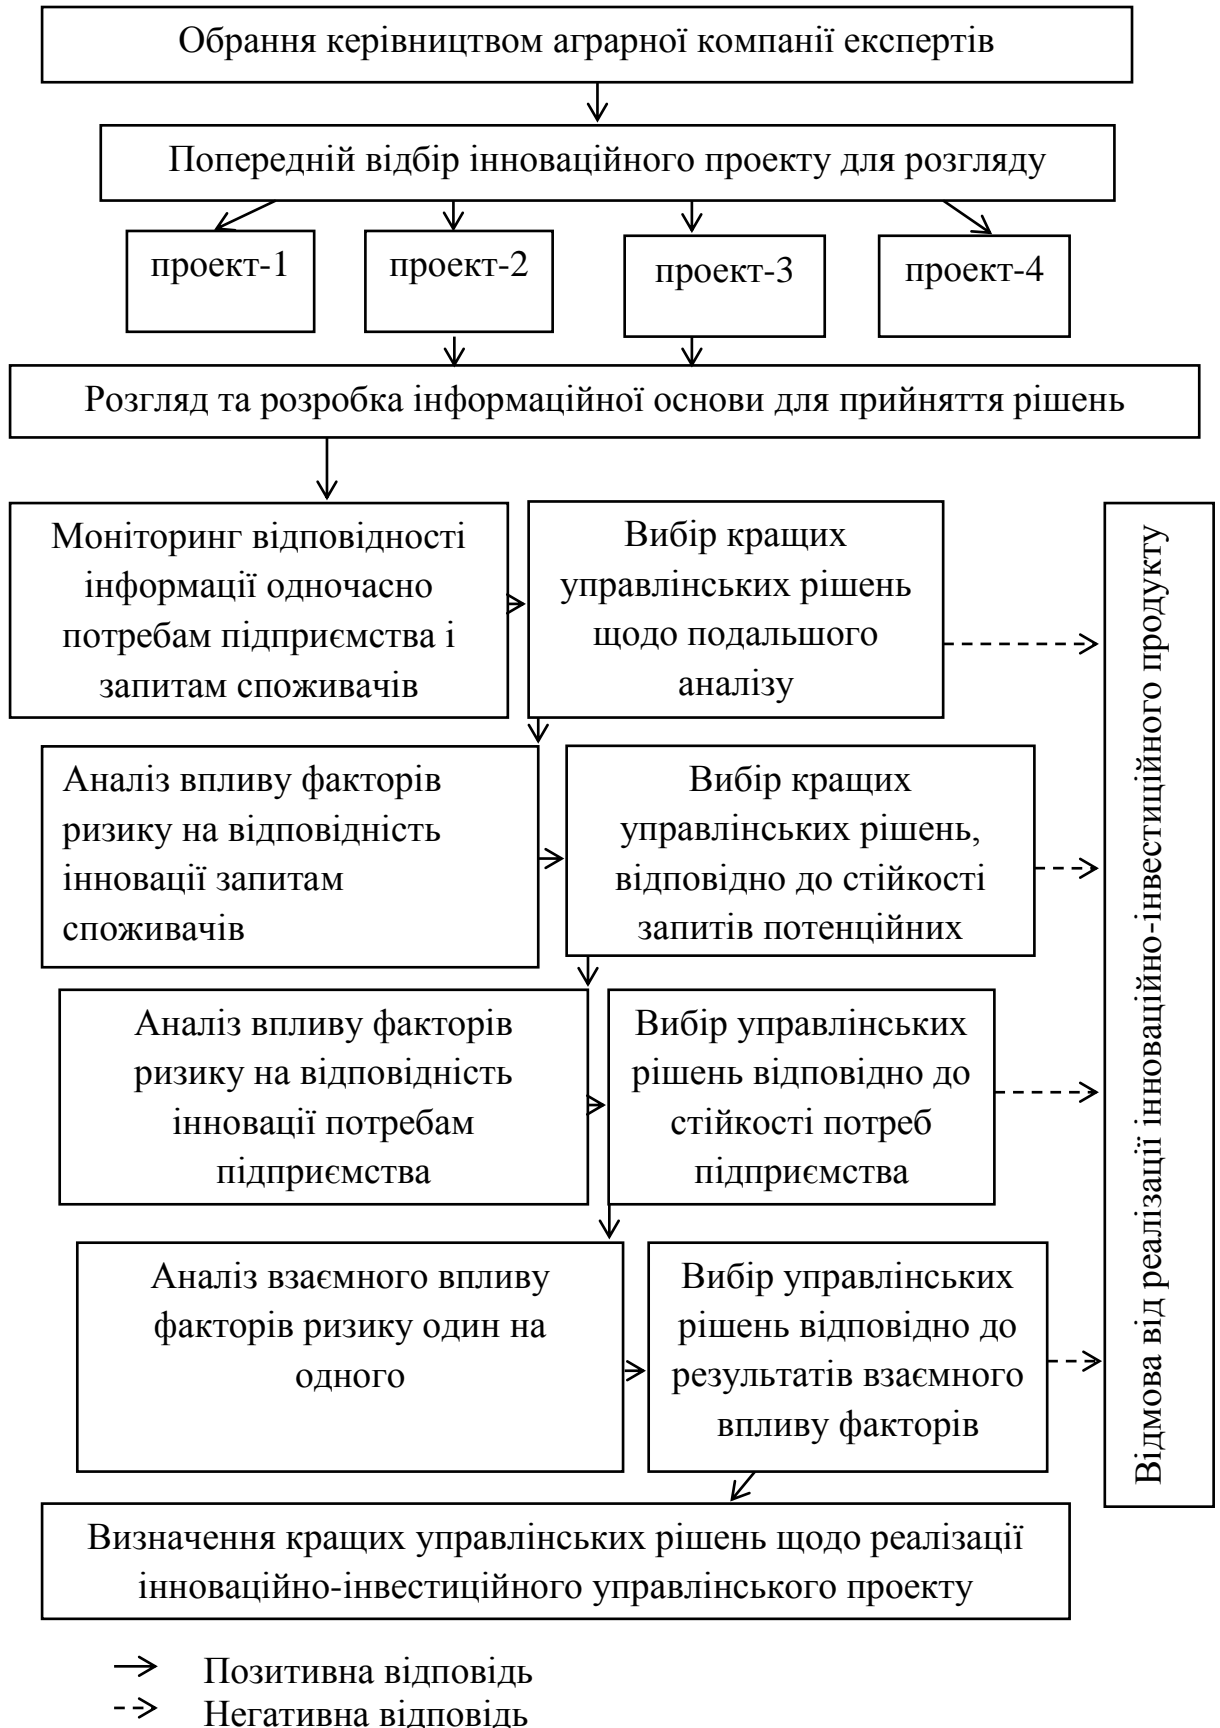 Обрання керівництвом аграрної компанії експертів
Попередній відбір інноваційного проекту для розгляду
проект-1
проект-2
проект-3
проект-4
Розгляд та розробка інформаційної основи для прийняття рішень
Моніторинг відповідності
інформації одночасно
потребам підприємства і
запитам споживачів
Вибір кращих
управлінських рішень
щодо подальшого
аналізу
Аналіз впливу факторів
ризику на відповідність
інновації запитам
споживачів
Вибір кращих
управлінських рішень,
відповідно до стійкості
запитів потенційних
Аналіз впливу факторів
ризику на відповідність
інновації потребам
підприємства
Вибір управлінських
рішень відповідно до
стійкості потреб
підприємства
Аналіз взаємного впливу
факторів ризику один на
одного
Вибір управлінських
рішень відповідно до
результатів взаємного
впливу факторів
Відмова від реалізації інноваційно-інвестиційного продукту
Визначення кращих управлінських рішень щодо реалізації
інноваційно-інвестиційного управлінського проекту
Позитивна відповідь
Негативна відповідь